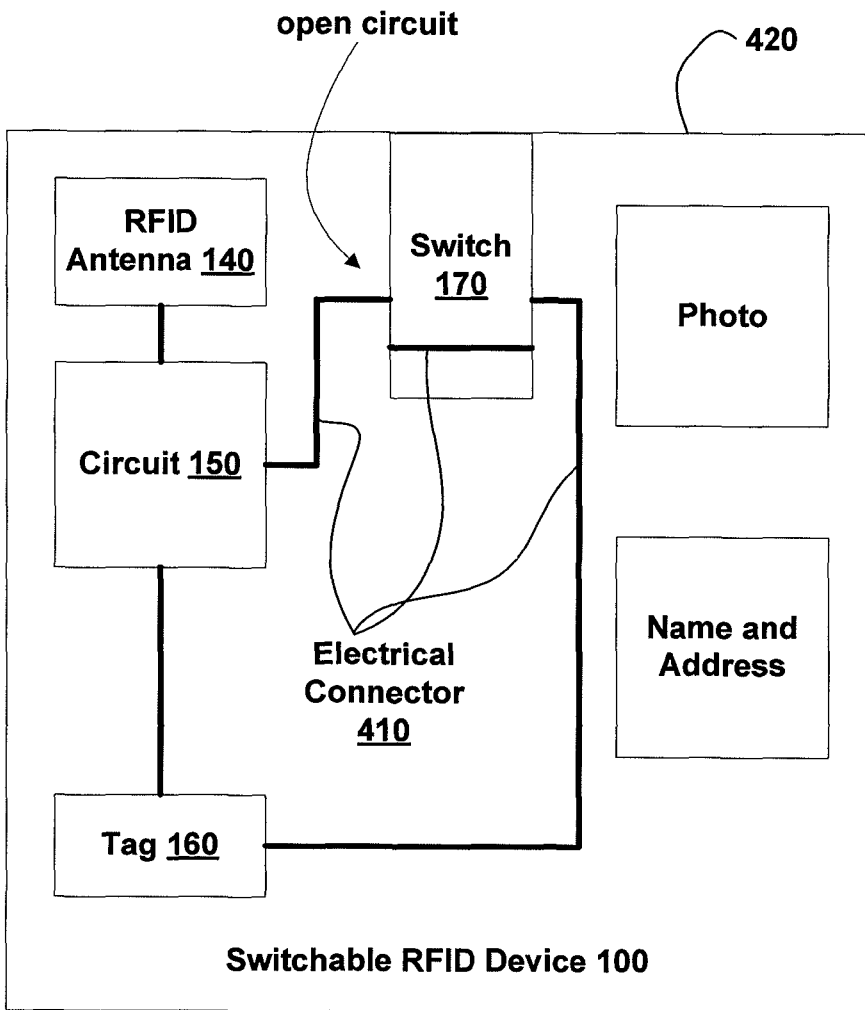 open circuit
420
RFID
Antenna 140
Switch
170
Photo
Circuit 150
Electrical
Connector
410
Name and
Address
Tag 160
Switchable RFID Device 100